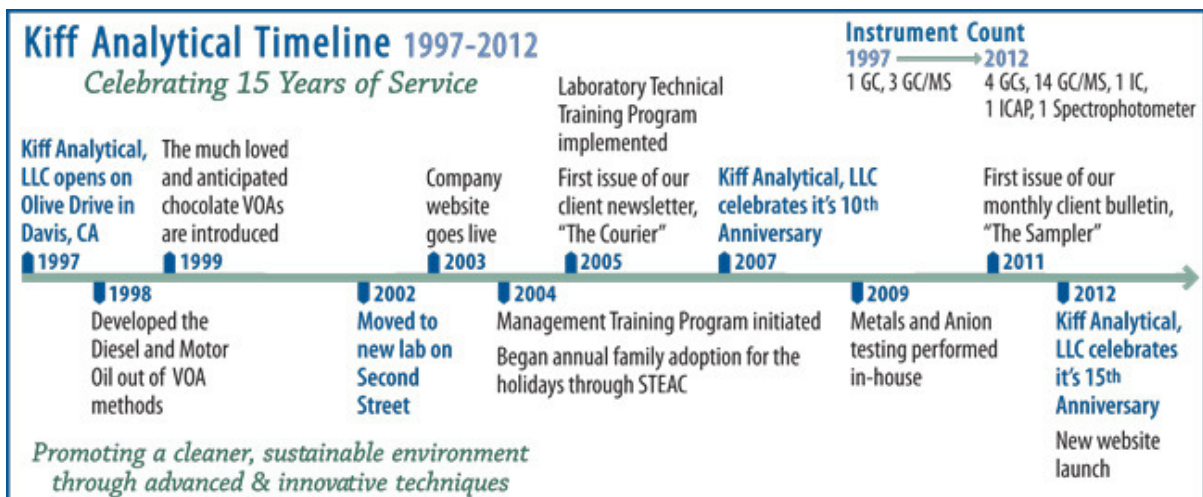 Kiff Analytical Timeline 1997-2012
Celebrating 15 Years of Service
Instrument Count
1997 2012
1 GC, 3 GC/MS
4 GCs, 14 GC/MS, 1 IC,
1 ICAP, 1 Spectrophotometer
Kiff Analytical,
LLC opens on
Olive Drive in
Davis, CA
1997
The much loved
and anticipated
chocolate VOAs
are introduced
1999
Company
website
goes live
2003
Laboratory Technical
Training Program
implemented
First issue of our
client newsletter,
"The Courier"
2005
Kiff Analytical, LLC
celebrates it's 10th
Anniversary
2007
First issue of our
monthly client bulletin,
"The Sampler"
2011
1998
Developed the
Diesel and Motor
Oil out of VOA
methods
2002
Moved to
new lab on
Second
Street
2004
Management Training Program initiated
Began annual family adoption for the
holidays through STEAC
2009
Metals and Anion
testing performed
in-house
2012
Kiff Analytical,
LLC celebrates
it's 15th
Anniversary
New website
launch
Promoting a cleaner, sustainable environment
through advanced & innovative techniques